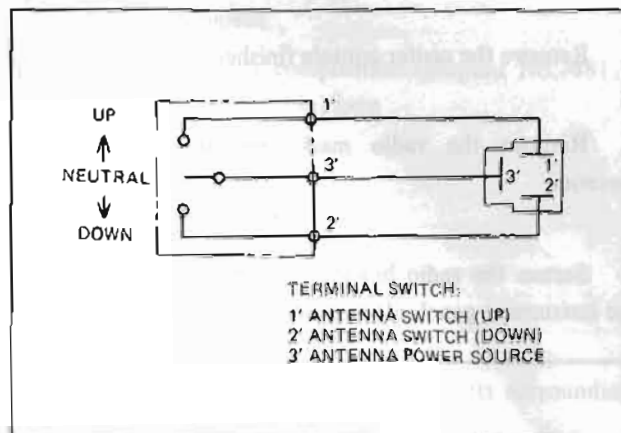 UP
NEUTRAL
DOWN
1'
3'
2'
1'
3'
2'
TERMINAL SWITCH:
1' ANTENNA SWITCH (UP)
2' ANTENNA SWITCH (DOWN)
3' ANTENNA POWER SOURCE